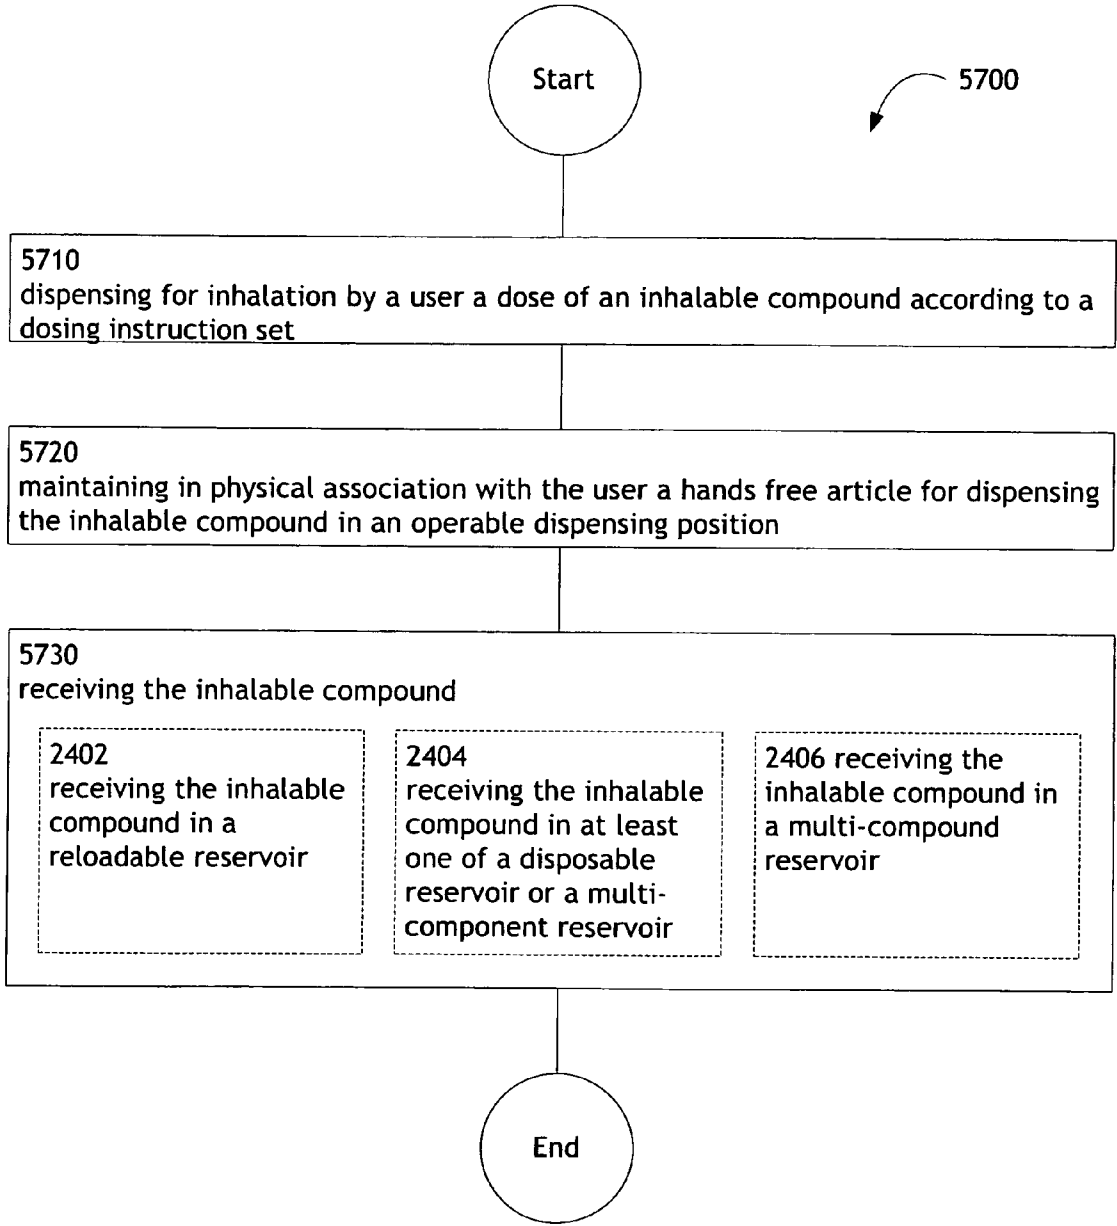 Start
5700
5710
dispensing for inhalation by a user a dose of an inhalable compound according to a
dosing instruction set
5720
maintaining in physical association with the user a hands free article for dispensing
the inhalable compound in an operable dispensing position
5730
receiving the inhalable compound
2402
receiving the inhalable
compound in a
reloadable reservoir
2404
receiving the inhalable
compound in at least
one of a disposable
reservoir or a multi-
component reservoir
2406 receiving the
inhalable compound in
a multi-compound
reservoir
End